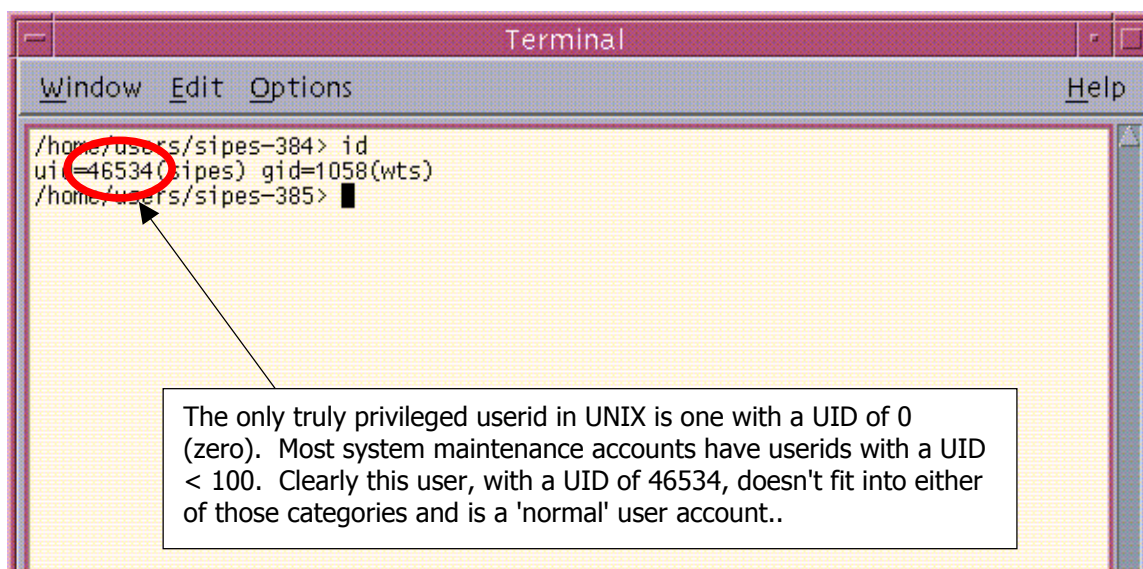 Terminal
Window Edit Options Help
/home/users/sipes-384> id
uid=46534(sipes) gid=1058(wts)
/home/users/sipes-385>
The only truly privileged userid in UNIX is one with a UID of 0
(zero). Most system maintenance accounts have userids with a UID
< 100. Clearly this user, with a UID of 46534, doesn't fit into either
of those categories and is a 'normal' user account..